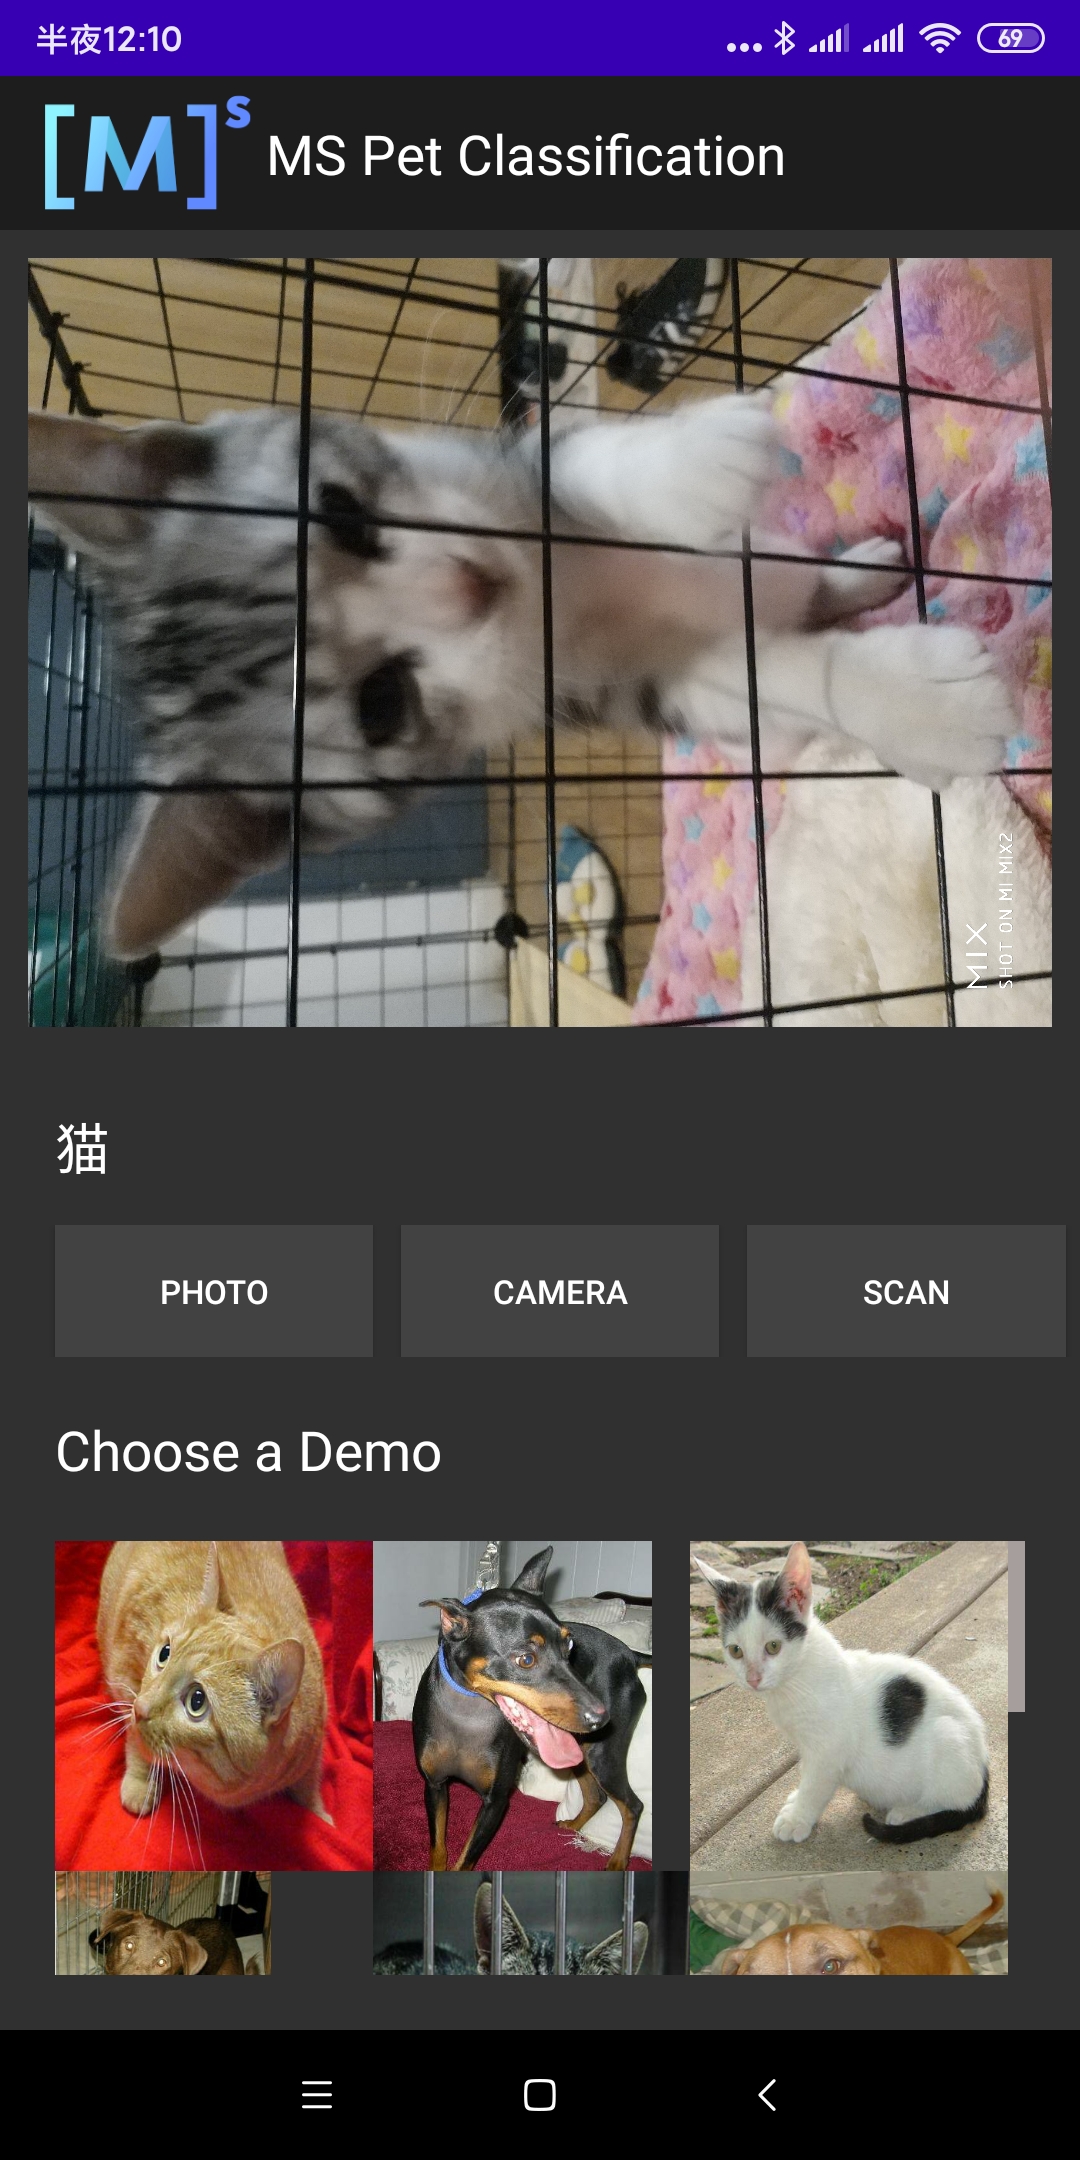 半夜12:10
69
[M]S
MS Pet Classification
MIX
SHOT ON MI MIX2
猫
PHOTO
CAMERA
SCAN
Choose a Demo